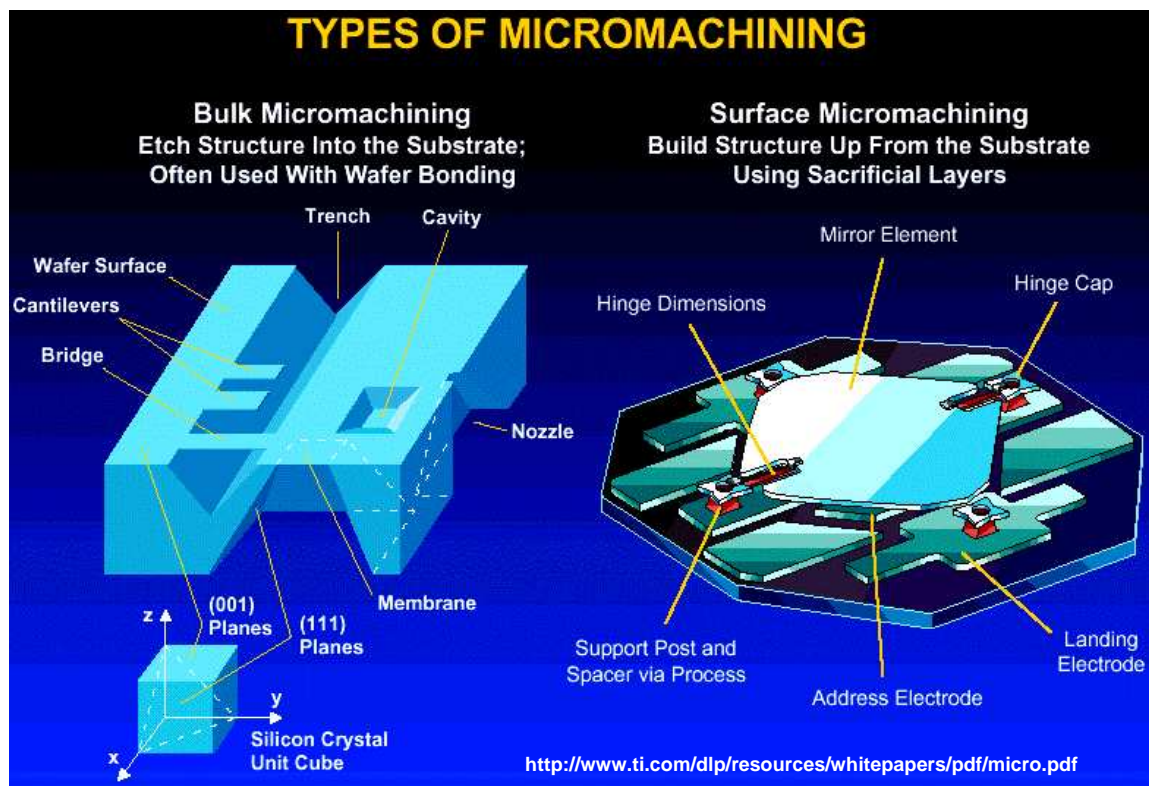 TYPES OF MICROMACHINING
Bulk Micromachining
Etch Structure Into the Substrate;
Often Used With Wafer Bonding
Trench
Cavity
Wafer Surface
Cantilevers
Bridge
Nozzle
Membrane
(001)
Planes
(111)
Planes
z
y
x
Silicon Crystal
Unit Cube
Surface Micromachining
Build Structure Up From the Substrate
Using Sacrificial Layers
Mirror Element
Hinge Dimensions
Hinge Cap
Support Post and
Spacer via Process
Address Electrode
Landing
Electrode
http://www.ti.com/dlp/resources/whitepapers/pdf/micro.pdf